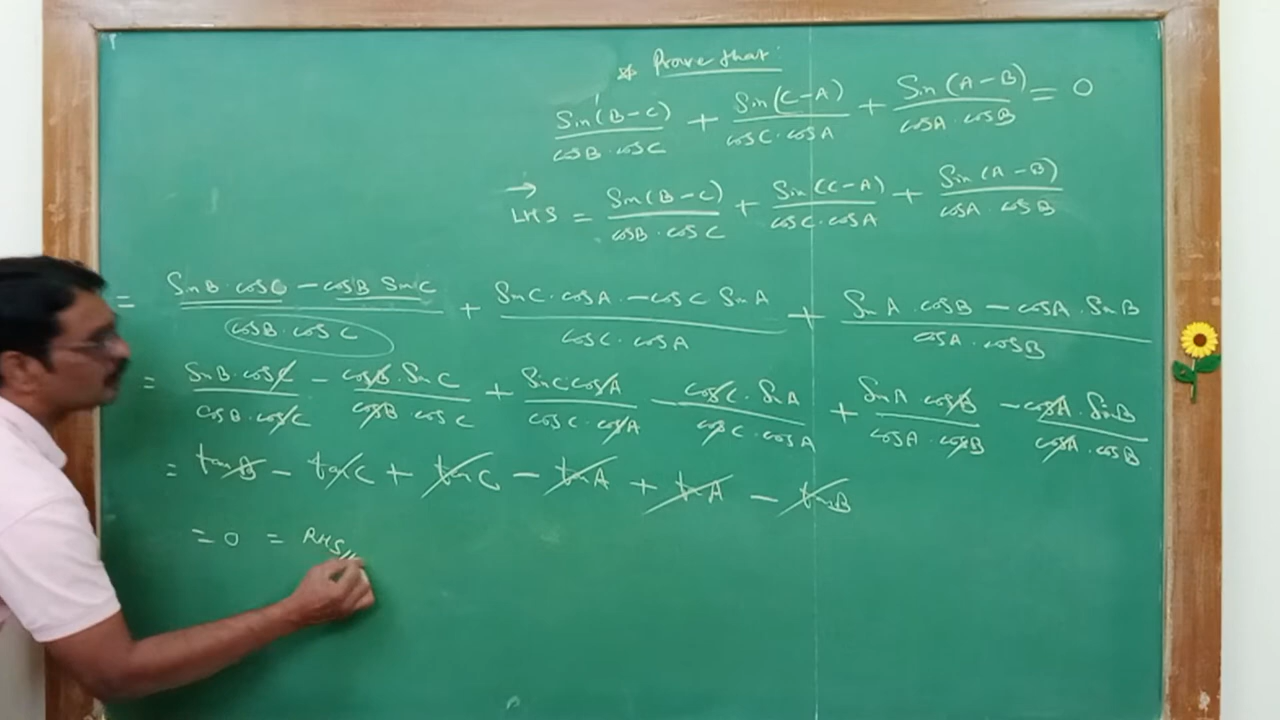 * Prove that:
Sin(B-C)/cosB·cosC + Sin(C-A)/cosC·cosA + Sin(A-B)/cosA·cosB = 0
→ LHS = Sin(B-C)/cosB·cosC + Sin(C-A)/cosC·cosA + Sin(A-B)/cosA·cosB
= SinB·cosC - cosB SinC/cosB·cosC + SinC·cosA - cosC SinA/cosC·cosA + SinA·cosB - cosA·SinB/cosA·cosB
= SinB·cosC/cosB·cosC - cosB·SinC/cosB cosC + SinC cosA/cosC·cosA - cosC·SinA/cosC·cosA + SinA cosB/cosA·cosB - cosA·SinB/cosA·cosB
= tanB - tanC + tanC - tanA + tanA - tanB
= 0 = RHS//